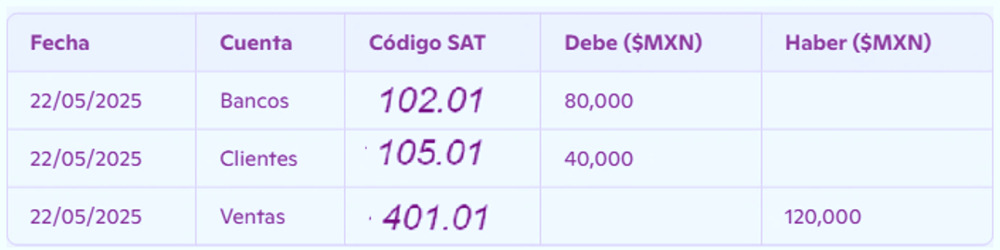 Fecha Cuenta Código SAT Debe ($MXN) Haber ($MXN)
22/05/2025 Bancos 102.01 80,000
22/05/2025 Clientes 105.01 40,000
22/05/2025 Ventas 401.01 120,000